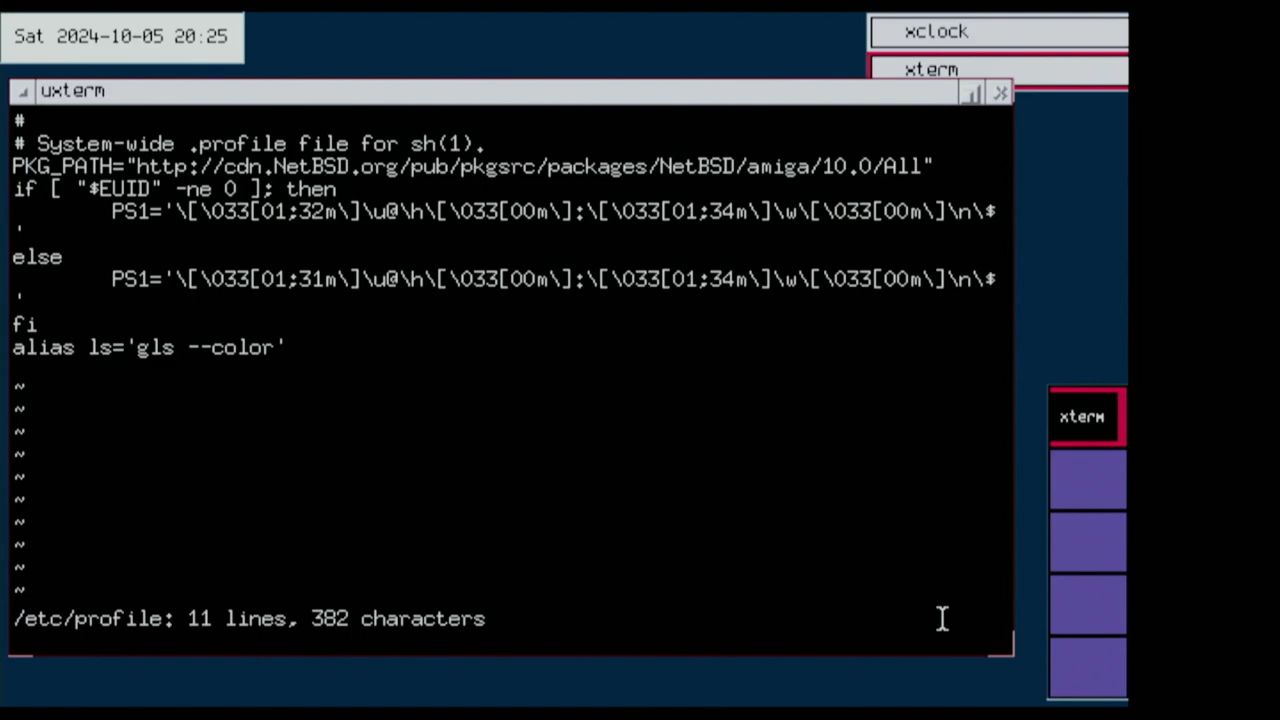 Sat 2024-10-05 20:25
xclock
xterm
uxterm
#
# System-wide .profile file for sh(1).
PKG_PATH="http://cdn.NetBSD.org/pub/pkgsrc/packages/NetBSD/amiga/10.0/All"
if [ "$EUID" -ne 0 ]; then
PS1='\[\033[01;32m\]\u@\h\[\033[00m\]:\[\033[01;34m\]\w\[\033[00m\]\n\$
'
else
PS1='\[\033[01;31m\]\u@\h\[\033[00m\]:\[\033[01;34m\]\w\[\033[00m\]\n\$
'
fi
alias ls='gls --color'
~
~
~
~
~
~
~
~
~
~
/etc/profile: 11 lines, 382 characters
xterm